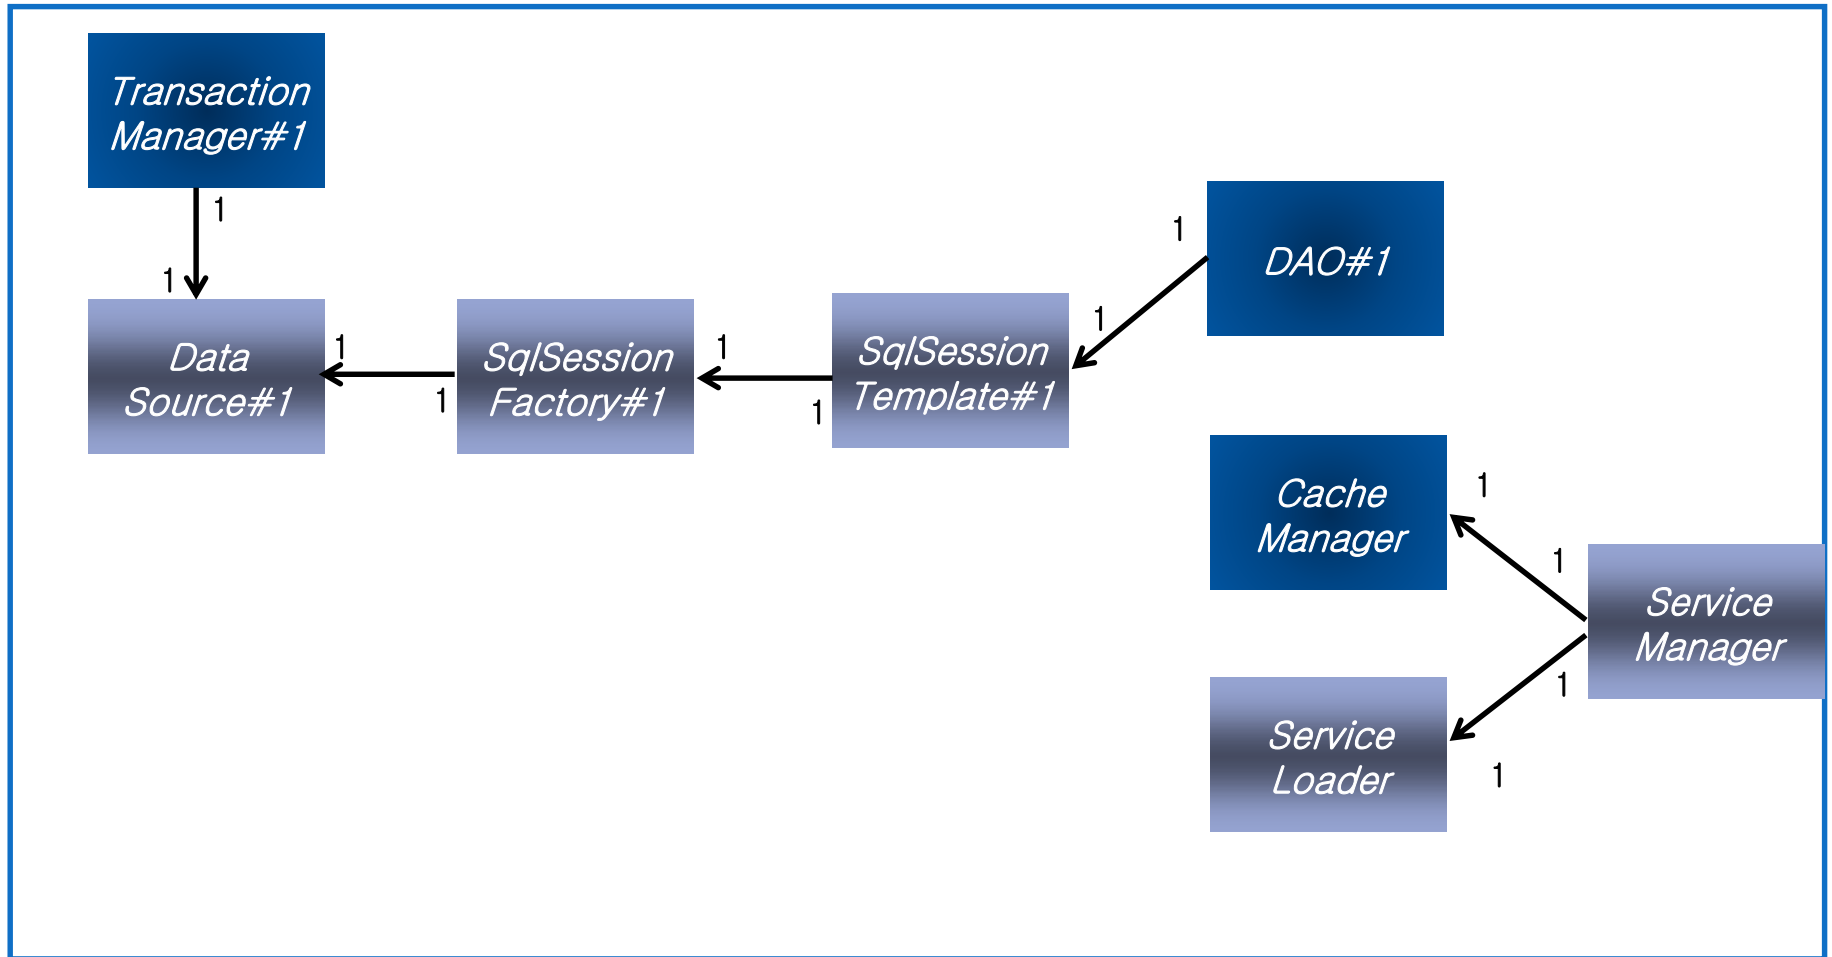 Transaction
Manager#1
1
1
Data
Source#1
1
1
SqlSession
Factory#1
1
1
SqlSession
Template#1
1
1
DAO#1
Cache
Manager
1
1
Service
Manager
1
1
Service
Loader